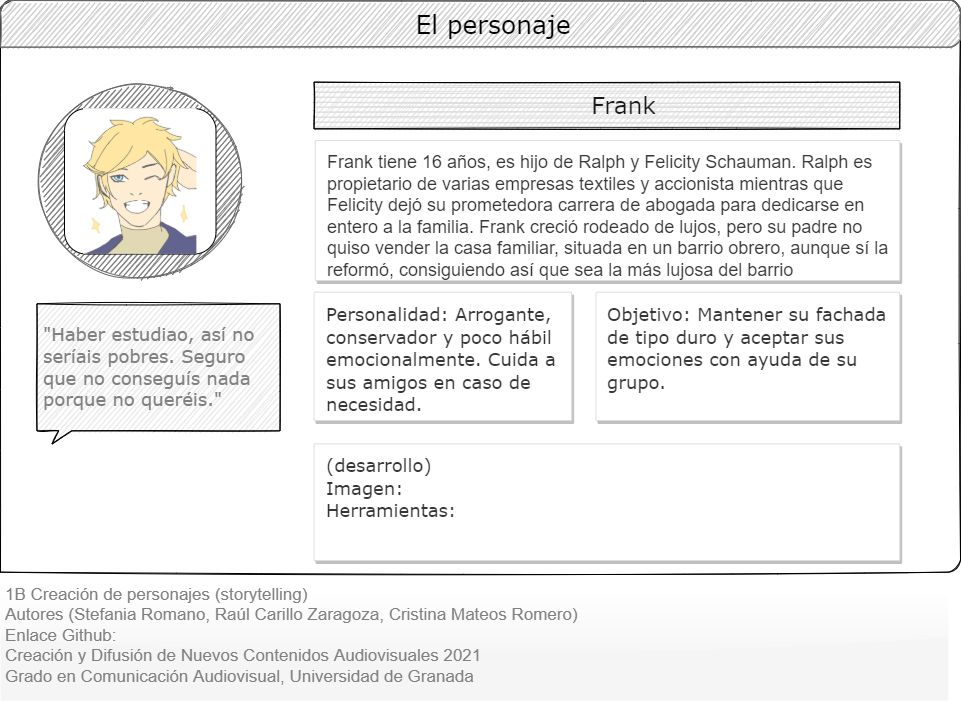 El personaje
Frank
Frank tiene 16 años, es hijo de Ralph y Felicity Schauman. Ralph es
propietario de varias empresas textiles y accionista mientras que
Felicity dejó su prometedora carrera de abogada para dedicarse en
entero a la familia. Frank creció rodeado de lujos, pero su padre no
quiso vender la casa familiar, situada en un barrio obrero, aunque sí la
reformó, consiguiendo así que sea la más lujosa del barrio
"Haber estudiao, así no
seríais pobres. Seguro
que no conseguís nada
porque no queréis."
Personalidad: Arrogante,
conservador y poco hábil
emocionalmente. Cuida a
sus amigos en caso de
necesidad.
Objetivo: Mantener su fachada
de tipo duro y aceptar sus
emociones con ayuda de su
grupo.
(desarrollo)
Imagen:
Herramientas:
1B Creación de personajes (storytelling)
Autores (Stefania Romano, Raúl Carillo Zaragoza, Cristina Mateos Romero)
Enlace Github:
Creación y Difusión de Nuevos Contenidos Audiovisuales 2021
Grado en Comunicación Audiovisual, Universidad de Granada